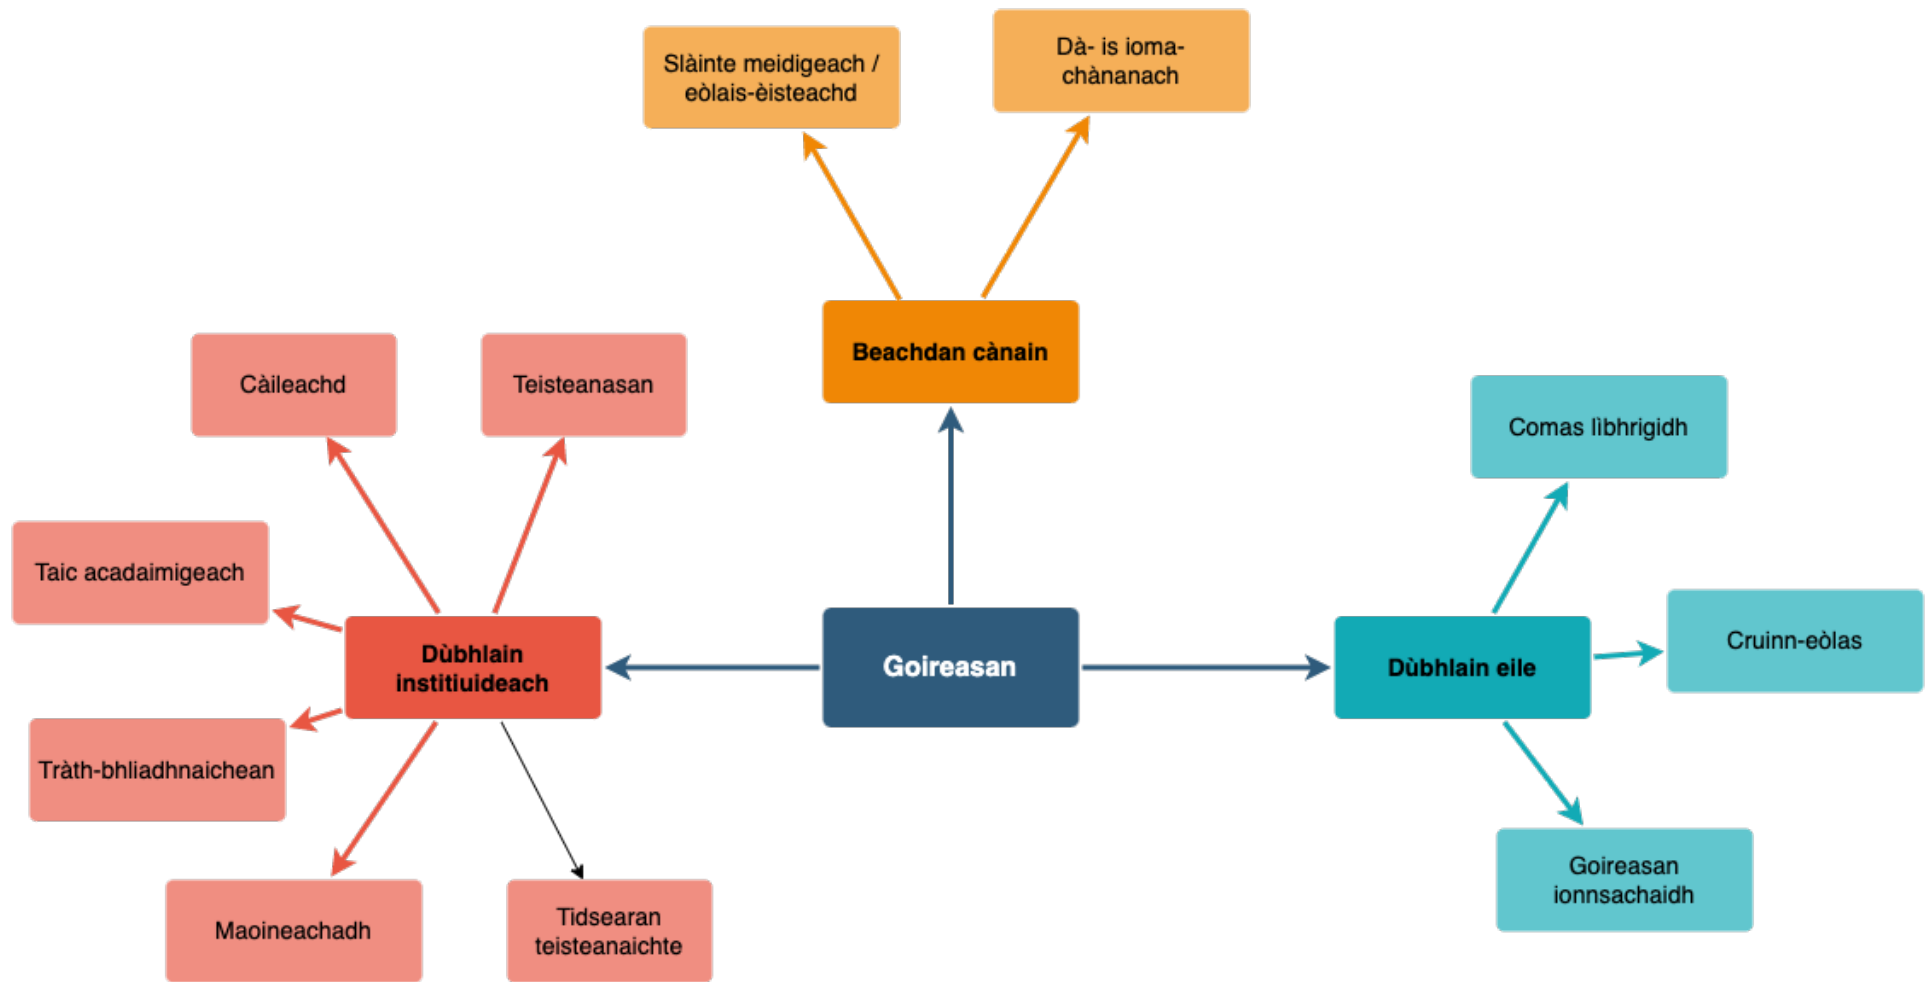 Slàinte meidigeach /
eòlais-èisteachd
Dà- is ioma-
chànanach
Beachdan cànain
Càileachd
Teisteanasan
Comas lìbhrigidh
Taic acadaimigeach
Dùbhlain
institiuideach
Goireasan
Dùbhlain eile
Cruinn-eòlas
Tràth-bhliadhnaichean
Maoineachadh
Tidsearan
teisteanaichte
Goireasan
ionnsachaidh